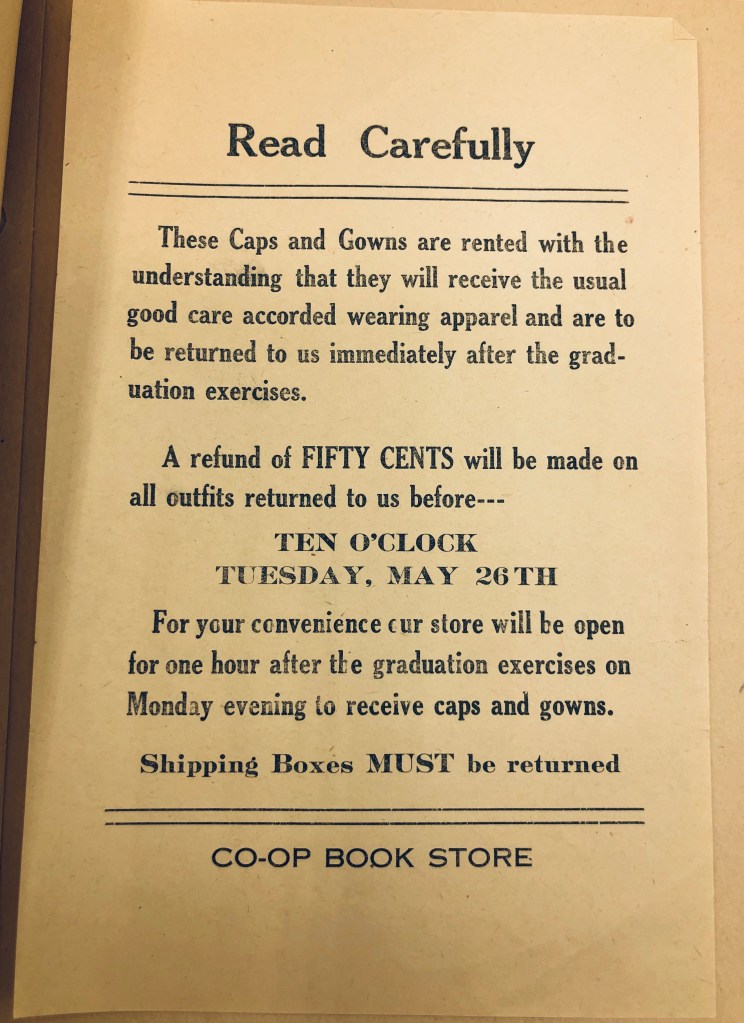 Read Carefully
These Caps and Gowns are rented with the
understanding that they will receive the usual
good care accorded wearing apparel and are to
be returned to us immediately after the grad-
uation exercises.
A refund of FIFTY CENTS will be made on
all outfits returned to us before---
TEN O'CLOCK
TUESDAY, MAY 26TH
For your convenience our store will be open
for one hour after the graduation exercises on
Monday evening to receive caps and gowns.
Shipping Boxes MUST be returned
CO-OP BOOK STORE